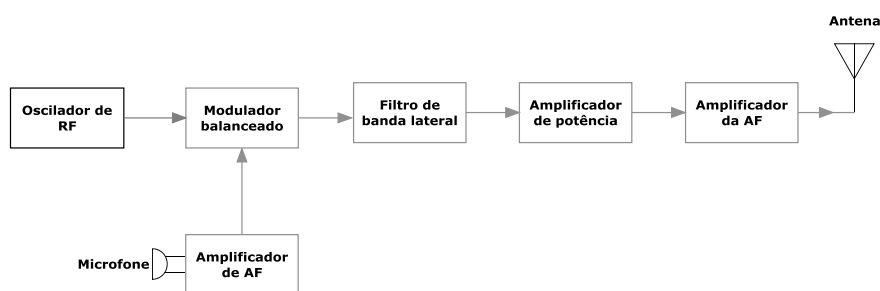 Antena
Oscilador de
RF
Modulador
balanceado
Filtro de
banda lateral
Amplificador
de potência
Amplificador
da AF
Microfone
Amplificador
de AF